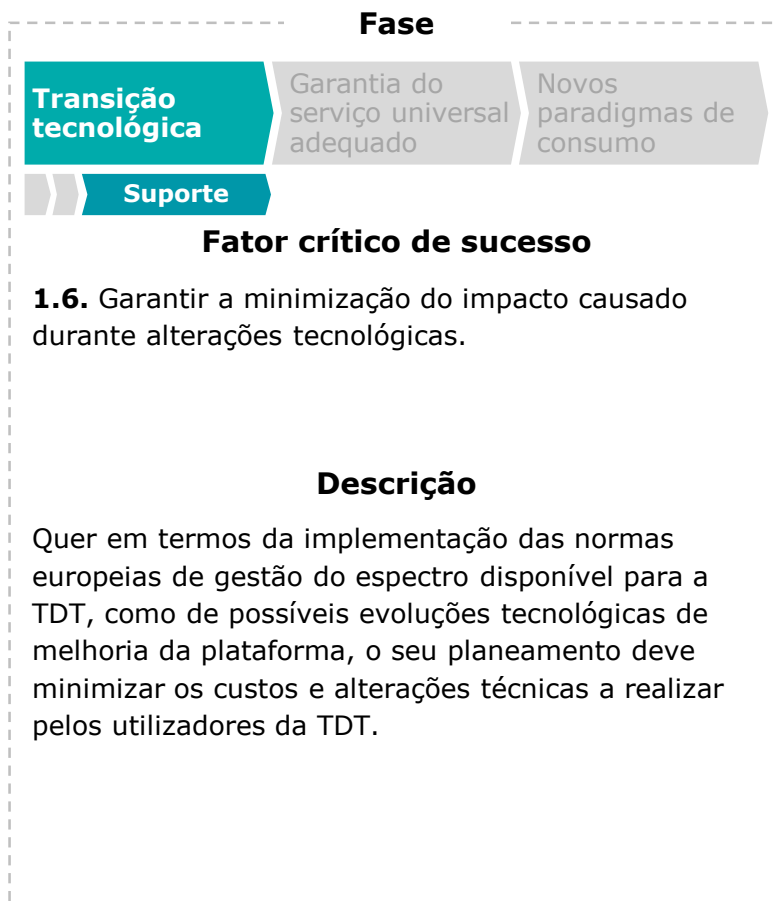 Fase
Transição
tecnológica
Garantia do
serviço universal
adequado
Novos
paradigmas de
consumo
Suporte
Fator crítico de sucesso
1.6. Garantir a minimização do impacto causado
durante alterações tecnológicas.
Descrição
Quer em termos da implementação das normas
europeias de gestão do espectro disponível para a
TDT, como de possíveis evoluções tecnológicas de
melhoria da plataforma, o seu planeamento deve
minimizar os custos e alterações técnicas a realizar
pelos utilizadores da TDT.